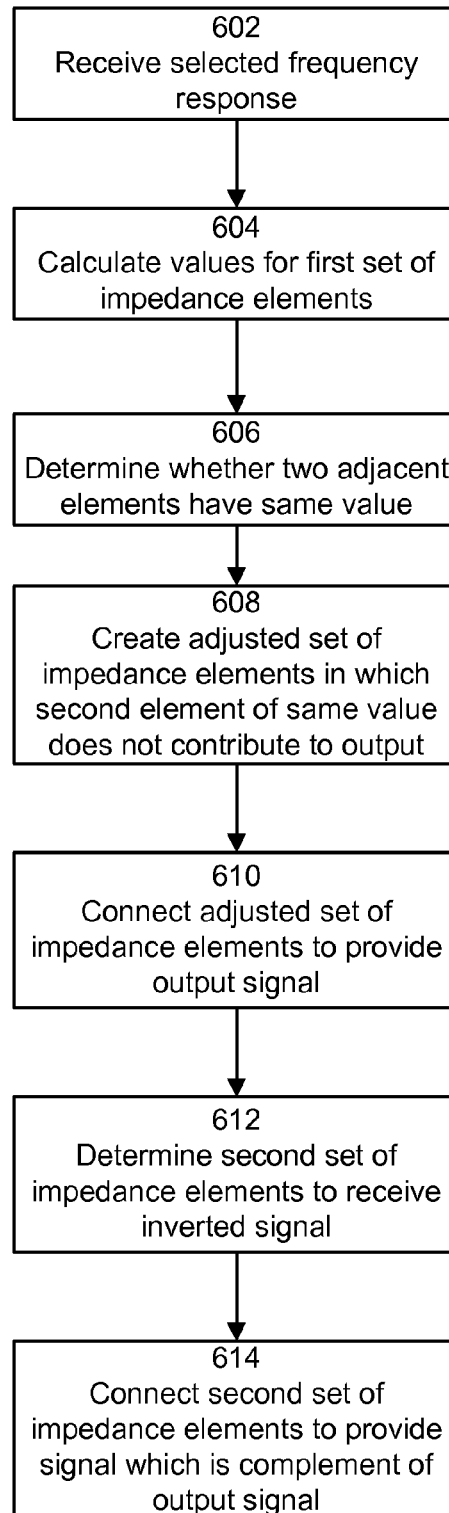 602
Receive selected frequency
response
604
Calculate values for first set of
impedance elements
606
Determine whether two adjacent
elements have same value
608
Create adjusted set of
impedance elements in which
second element of same value
does not contribute to output
610
Connect adjusted set of
impedance elements to provide
output signal
612
Determine second set of
impedance elements to receive
inverted signal
614
Connect second set of
impedance elements to provide
signal which is complement of
output signal